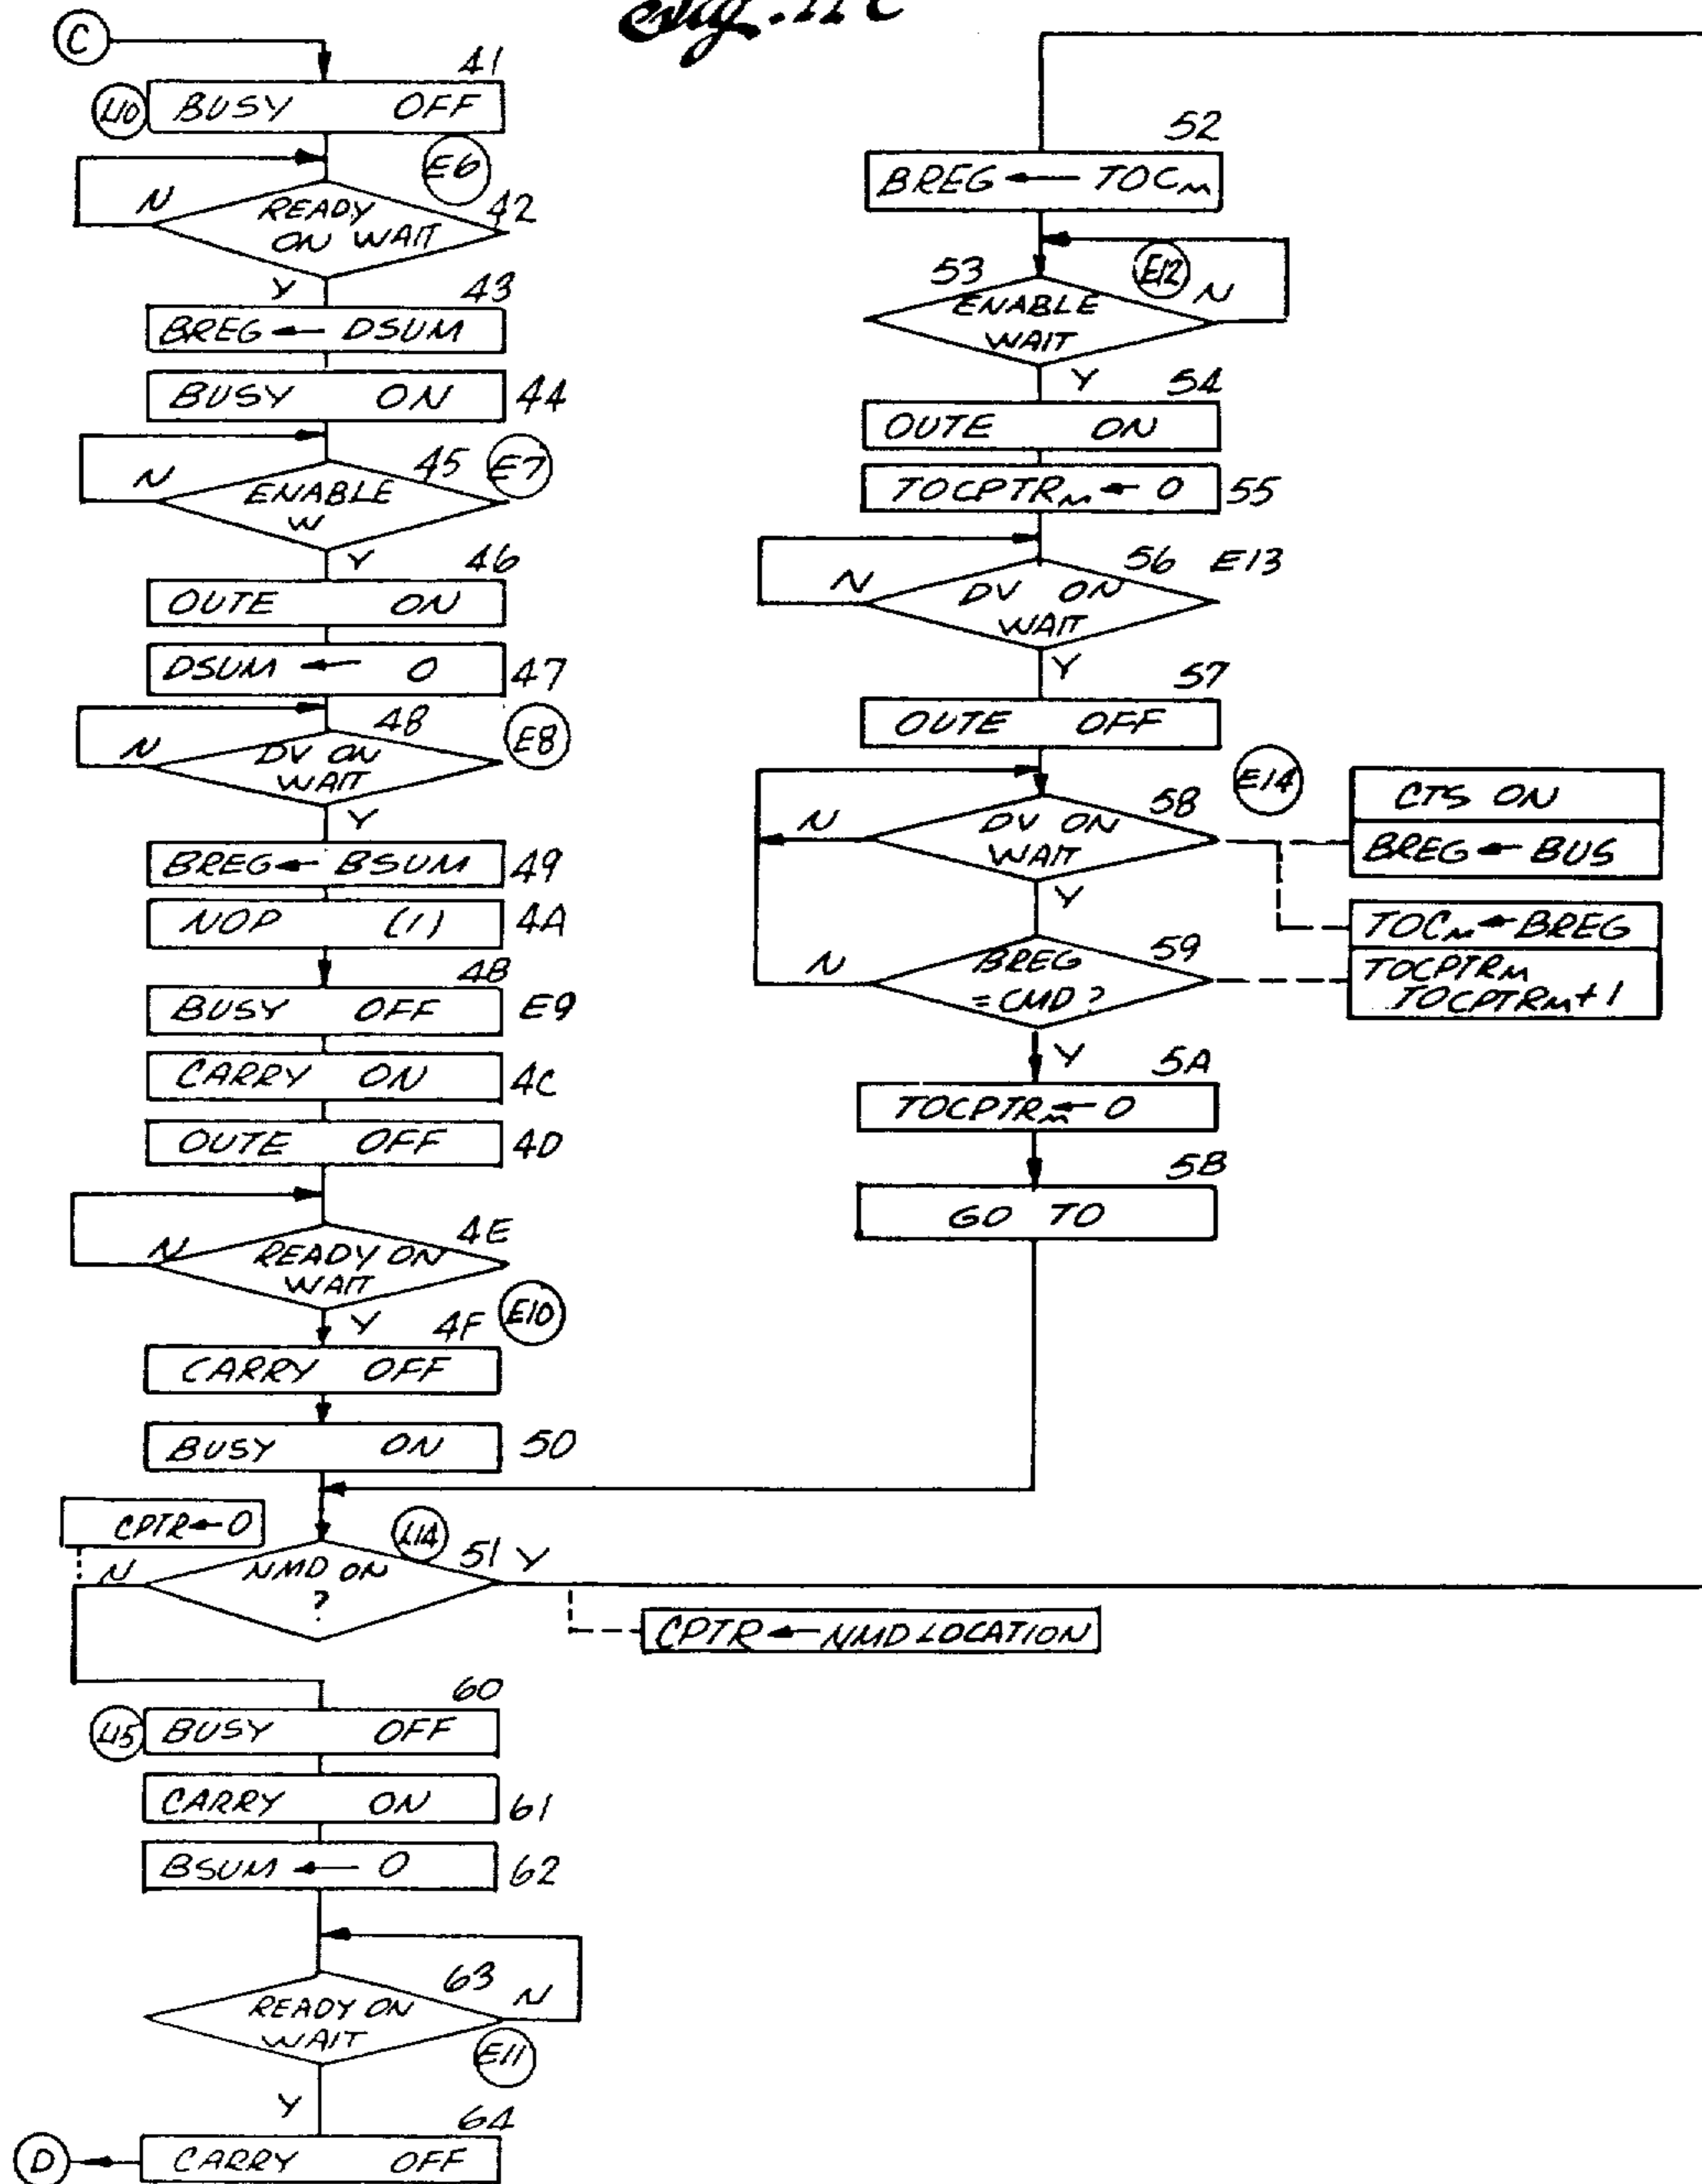 Fig. 11C
C
41
L10
BUSY OFF
E6
N
READY
ON WAIT
42
Y
43
BREG ← DSUM
BUSY ON
44
N
45
E7
ENABLE
W
Y
46
OUTE ON
DSUM ← 0
47
48
E8
N
DV ON
WAIT
Y
BREG ← BSUM
49
NOP (1)
4A
4B
BUSY OFF
E9
CARRY ON
4C
OUTE OFF
4D
4E
N
READY ON
WAIT
E10
Y
4F
CARRY OFF
BUSY ON
50
CPTR ← 0
L14
N
NMD ON
?
51
Y
CPTR ← NMD LOCATION
60
L15
BUSY OFF
CARRY ON
61
BSUM ← 0
62
63
READY ON
WAIT
N
E11
Y
64
D
CARRY OFF
52
BREG ← TOCM
53
E12
N
ENABLE
WAIT
Y
54
OUTE ON
TOCPTRM ← 0
55
56
E13
N
DV ON
WAIT
Y
57
OUTE OFF
E14
58
N
DV ON
WAIT
Y
CTS ON
BREG ← BUS
TOCM ← BREG
TOCPTRM
TOCPTRM+1
59
N
BREG
=CMD?
Y
5A
TOCPTRM ← 0
5B
GO TO